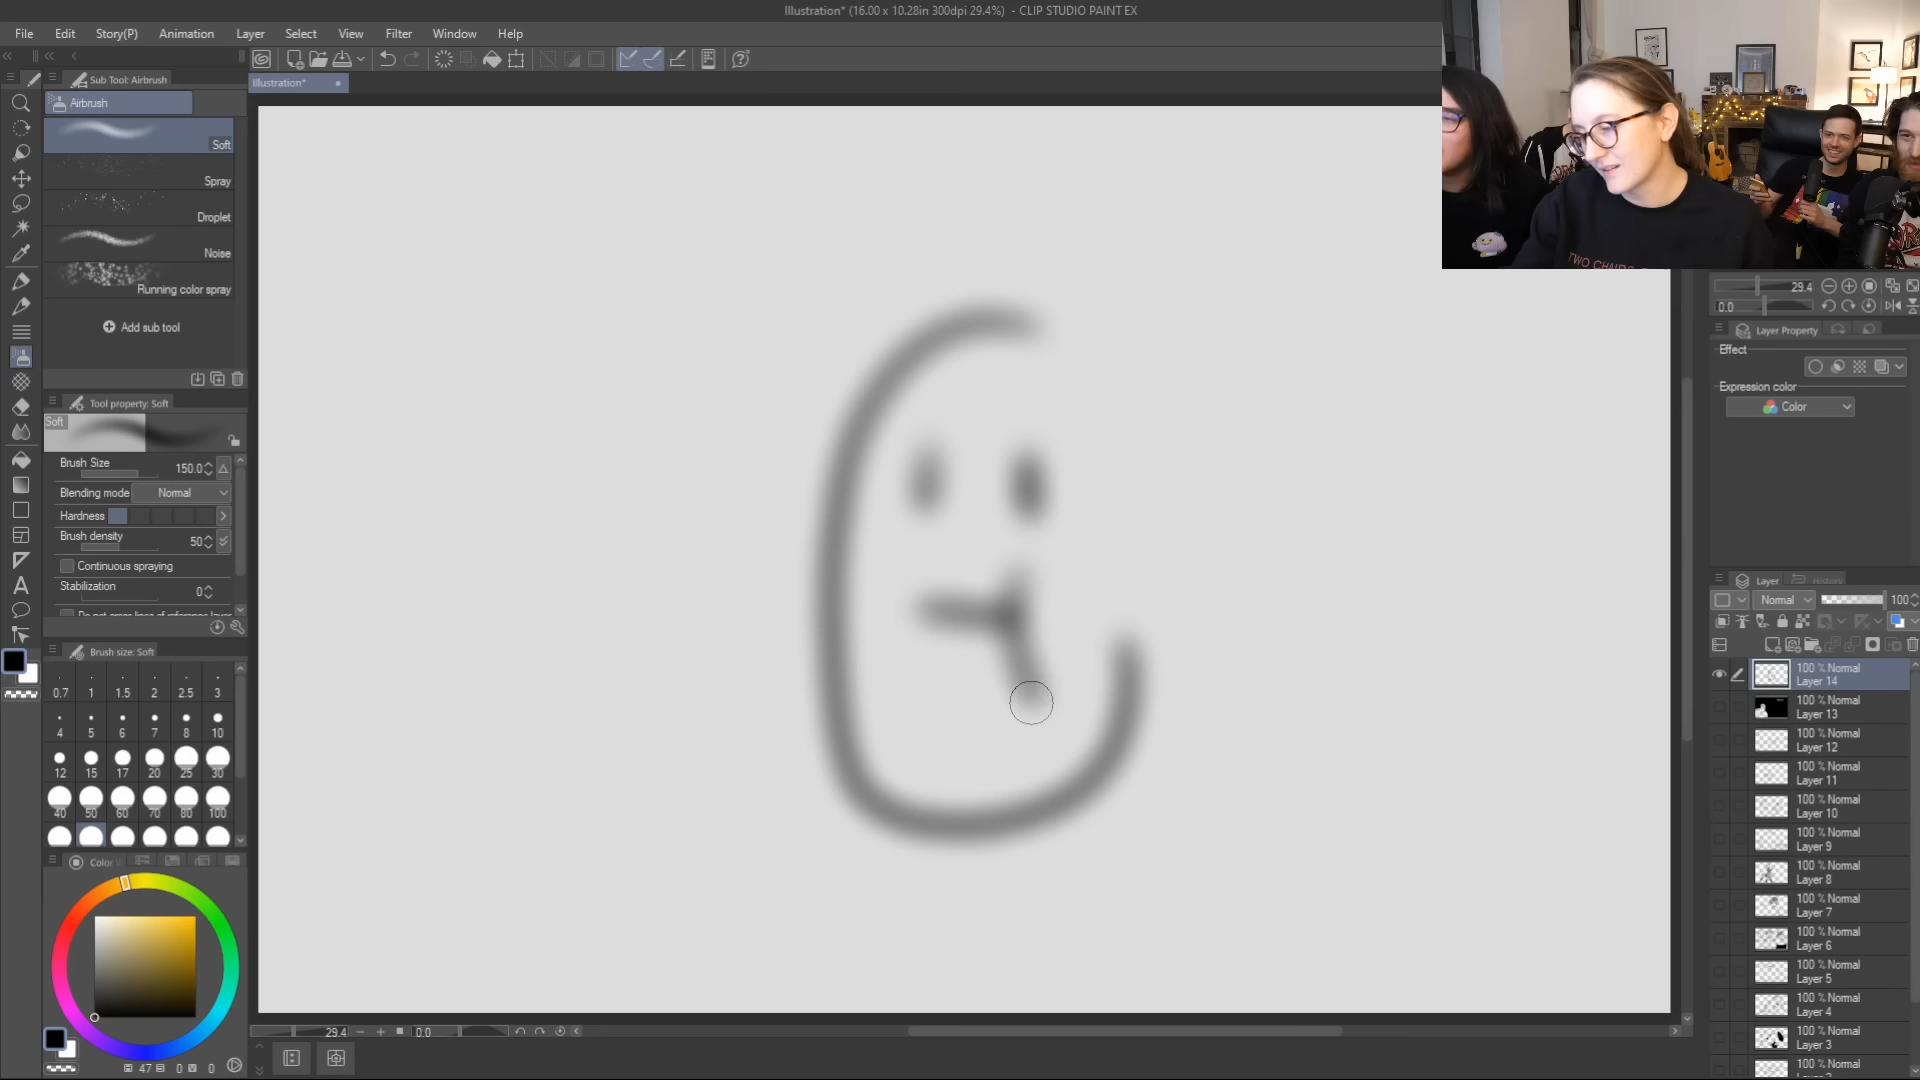 Illustration* (16.00 x 10.28in 300dpi 29.4%) - CLIP STUDIO PAINT EX
File Edit Story(P) Animation Layer Select View Filter Window Help
Sub Tool: Airbrush
Illustration*
Airbrush
Soft
Spray
Droplet
Noise
Running color spray
Add sub tool
Tool property: Soft
Soft
Brush Size 150.0
Blending mode Normal
Hardness
Brush density 50
Continuous spraying
Stabilization 0
Brush size: Soft
0.7 1 1.5 2 2.5 3
4 5 6 7 8 10
12 15 17 20 25 30
40 50 60 70 80 100
Color
47 0 0
29.4 0.0
TWO CHAIRS
29.4
0.0
Layer Property
Effect
Expression color
Color
Layer History
Normal 100
100 % Normal
Layer 14
100 % Normal
Layer 13
100 % Normal
Layer 12
100 % Normal
Layer 11
100 % Normal
Layer 10
100 % Normal
Layer 9
100 % Normal
Layer 8
100 % Normal
Layer 7
100 % Normal
Layer 6
100 % Normal
Layer 5
100 % Normal
Layer 4
100 % Normal
Layer 3
100 % Normal